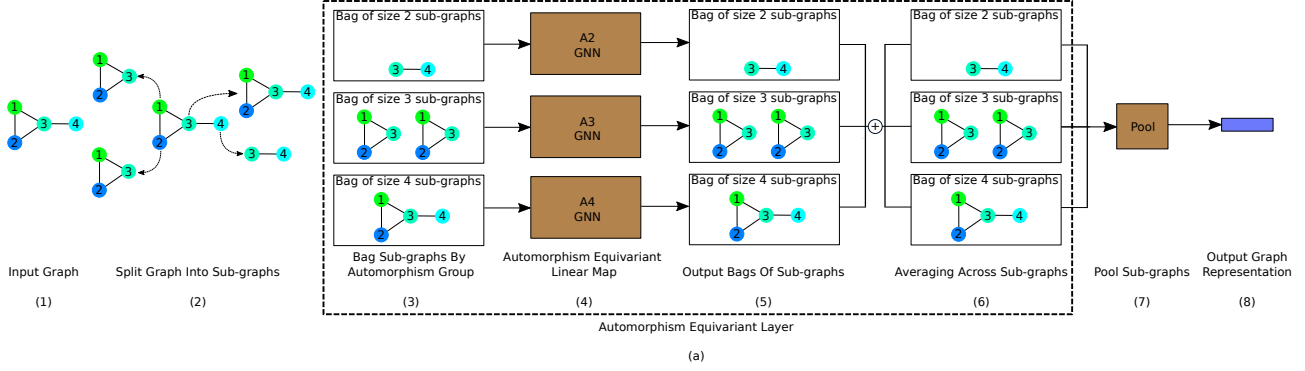 Bag of size 2 sub-graphs
Bag of size 2 sub-graphs
Bag of size 2 sub-graphs
3 4
A2
GNN
3 4
3 4
1
3
2
1
3
2
1
3
2
4
1
3 4
2
1
3 4
2
3 4
Bag of size 3 sub-graphs
1 1
3 3
2 2
A3
GNN
Bag of size 3 sub-graphs
1 1
3 3
2 2
+
Bag of size 3 sub-graphs
1 1
3 3
2 2
Pool
1
3
2
Bag of size 4 sub-graphs
1
3 4
2
A4
GNN
Bag of size 4 sub-graphs
1
3 4
2
Bag of size 4 sub-graphs
1
3 4
2
Input Graph
(1)
Split Graph Into Sub-graphs
(2)
Bag Sub-graphs By
Automorphism Group
(3)
Automorphism Equivariant
Linear Map
(4)
Output Bags Of Sub-graphs
(5)
Averaging Across Sub-graphs
(6)
Pool Sub-graphs
(7)
Output Graph
Representation
(8)
Automorphism Equivariant Layer
(a)